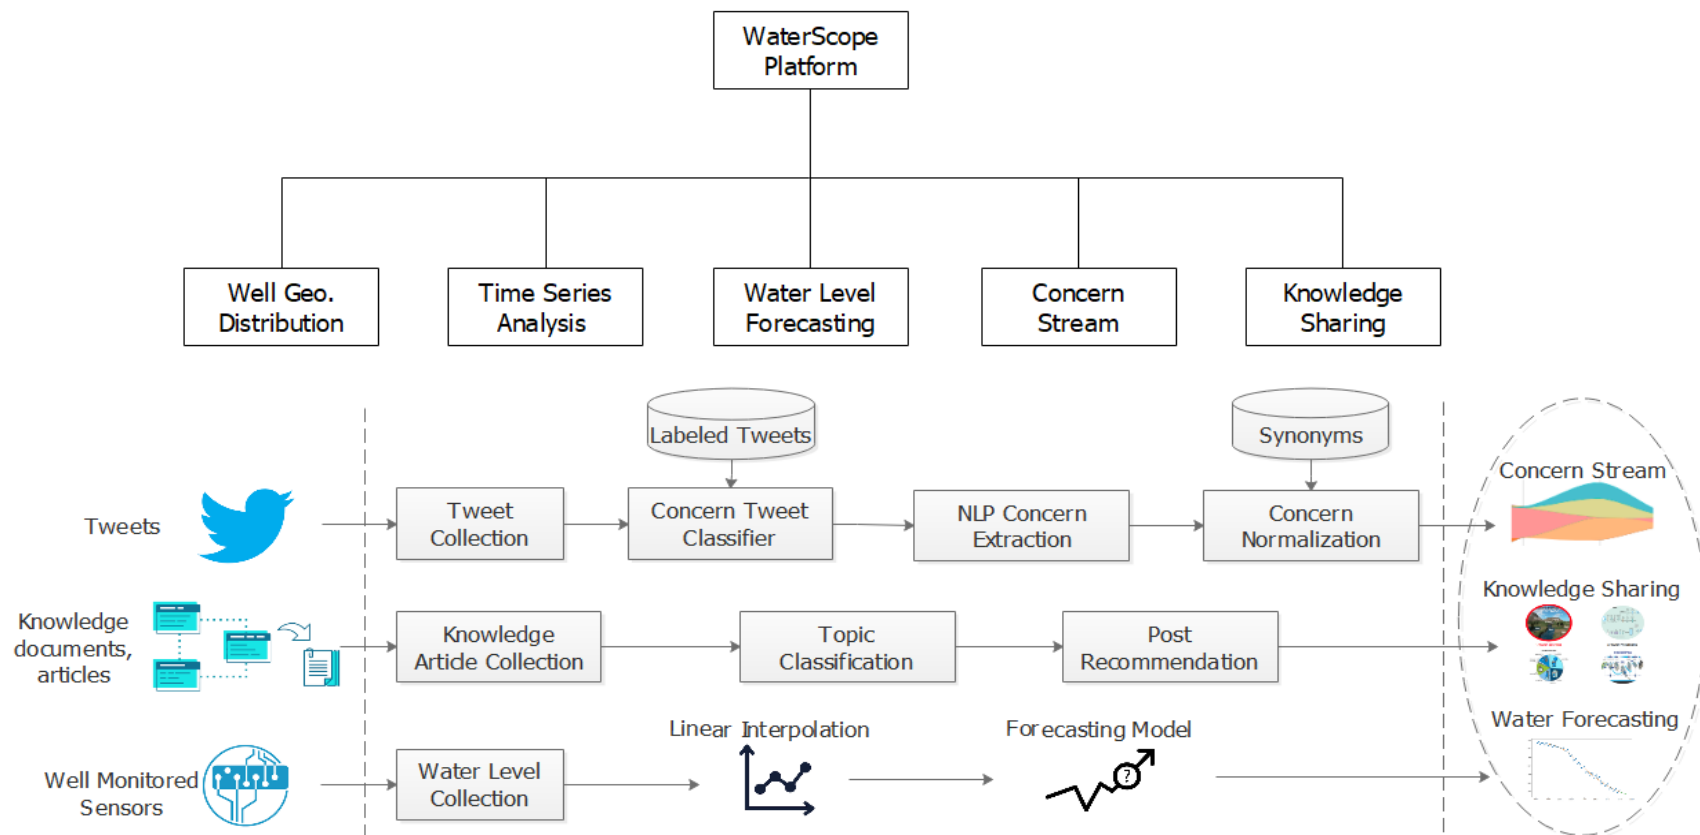 WaterScope
Platform
Well Geo.
Distribution
Time Series
Analysis
Water Level
Forecasting
Concern
Stream
Knowledge
Sharing
Labeled Tweets
Synonyms
Tweets
Tweet
Collection
Concern Tweet
Classifier
NLP Concern
Extraction
Concern
Normalization
Concern Stream
Knowledge
documents,
articles
Knowledge
Article Collection
Topic
Classification
Post
Recommendation
Knowledge Sharing
Well Monitored
Sensors
Water Level
Collection
Linear Interpolation
Forecasting Model
?
Water Forecasting